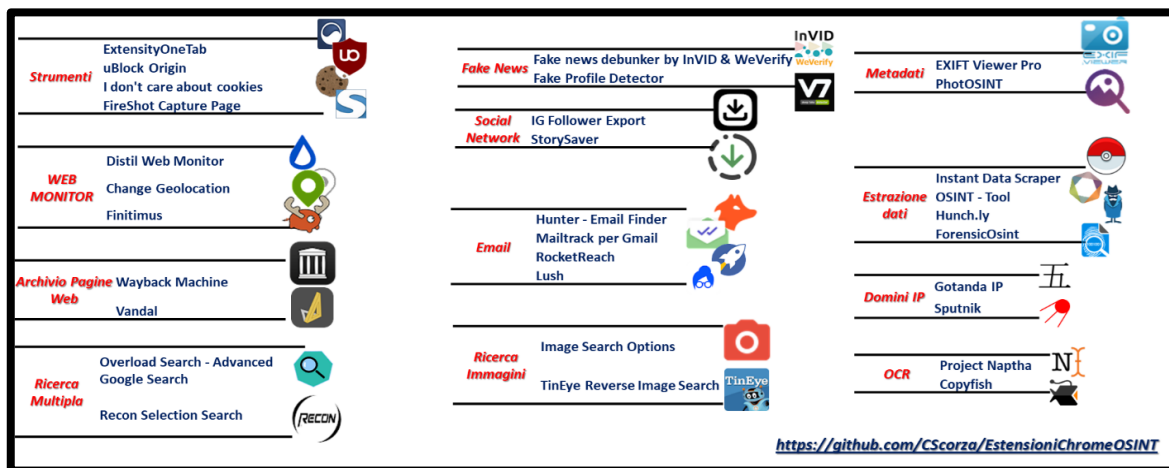 Strumenti
ExtensityOneTab
uBlock Origin
I don't care about cookies
FireShot Capture Page
UO
WEB
MONITOR
Distil Web Monitor
Change Geolocation
Finitimus
Archivio Pagine
Web
Wayback Machine
Vandal
Ricerca
Multipla
Overload Search - Advanced
Google Search
Recon Selection Search
RECON
Fake News
Fake news debunker by InVID & WeVerify
Fake Profile Detector
InVID
WeVerify
V7
Social
Network
IG Follower Export
StorySaver
Email
Hunter - Email Finder
Mailtrack per Gmail
RocketReach
Lush
Ricerca
Immagini
Image Search Options
TinEye Reverse Image Search
TinEye
Metadati
EXIFT Viewer Pro
PhotOSINT
EXIF
VIEWER
Estrazione
dati
Instant Data Scraper
OSINT - Tool
Hunch.ly
ForensicOsint
Domini IP
Gotanda IP
Sputnik
五
OCR
Project Naptha
Copyfish
N
https://github.com/CScorza/EstensioniChromeOSINT